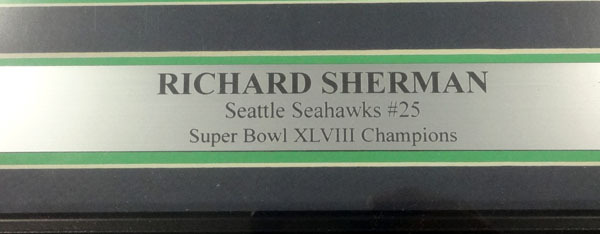 RICHARD SHERMAN
Seattle Seahawks #25
Super Bowl XLVIII Champions